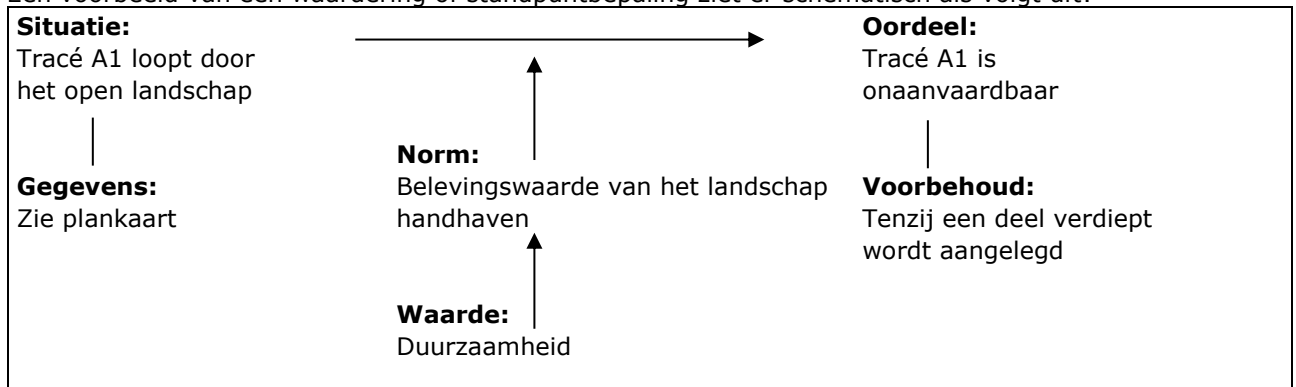 Een voorbeeld van een waardering of standpuntbepaling ziet er schematisch als volgt uit:
Situatie:
Tracé A1 loopt door
het open landschap
Oordeel:
Tracé A1 is
onaanvaardbaar
Gegevens:
Zie plankaart
Norm:
Belevingswaarde van het landschap
handhaven
Voorbehoud:
Tenzij een deel verdiept
wordt aangelegd
Waarde:
Duurzaamheid